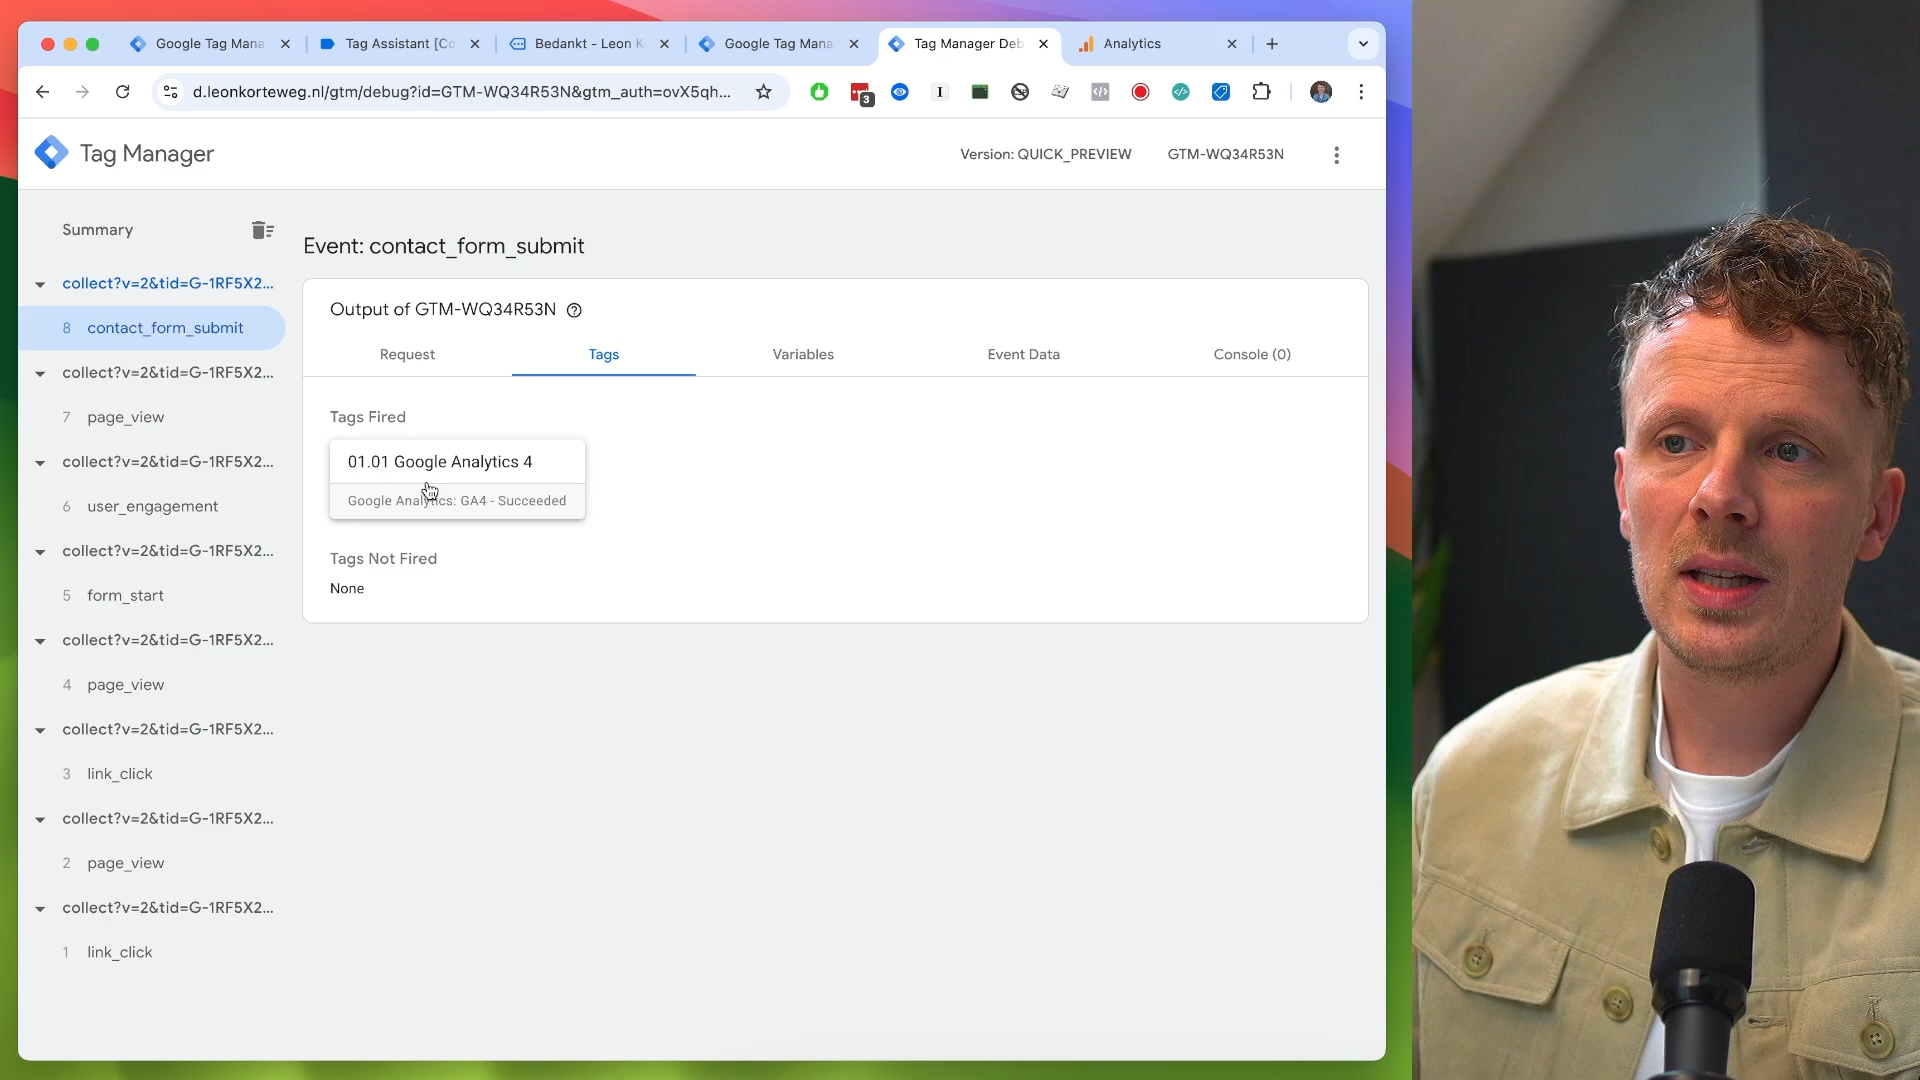 Google Tag Mana
Tag Assistant [Co
Bedankt - Leon K
Google Tag Mana
Tag Manager Deb
Analytics
d.leonkorteweg.nl/gtm/debug?id=GTM-WQ34R53N&gtm_auth=ovX5qh...
3
Tag Manager
Version: QUICK_PREVIEW
GTM-WQ34R53N
Summary
collect?v=2&tid=G-1RF5X2...
8 contact_form_submit
collect?v=2&tid=G-1RF5X2...
7 page_view
collect?v=2&tid=G-1RF5X2...
6 user_engagement
collect?v=2&tid=G-1RF5X2...
5 form_start
collect?v=2&tid=G-1RF5X2...
4 page_view
collect?v=2&tid=G-1RF5X2...
3 link_click
collect?v=2&tid=G-1RF5X2...
2 page_view
collect?v=2&tid=G-1RF5X2...
1 link_click
Event: contact_form_submit
Output of GTM-WQ34R53N
Request
Tags
Variables
Event Data
Console (0)
Tags Fired
01.01 Google Analytics 4
Google Analytics: GA4 - Succeeded
Tags Not Fired
None